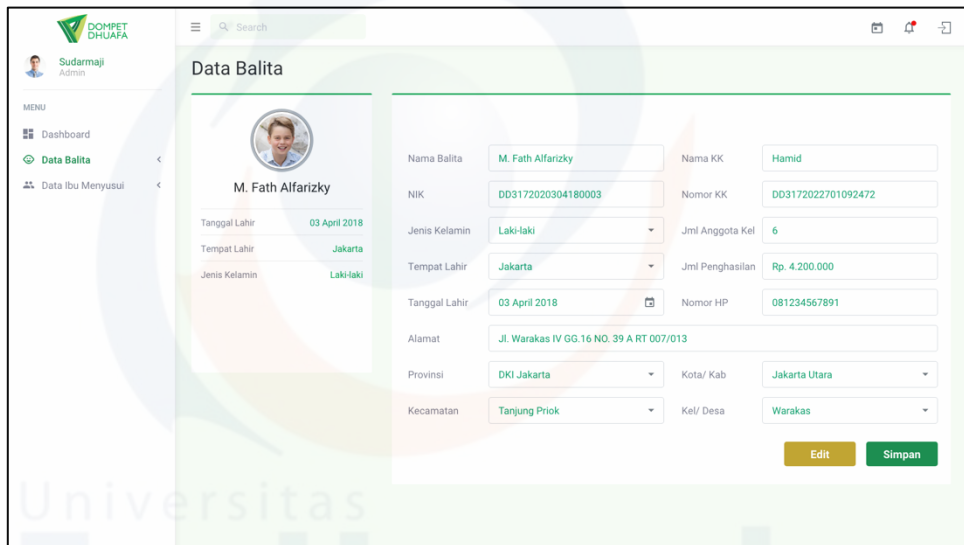 DOMPET
DHUAFA
Search
Sudarmaji
Admin
MENU
Dashboard
Data Balita
Data Ibu Menyusui
Data Balita
M. Fath Alfarizky
Tanggal Lahir 03 April 2018
Tempat Lahir Jakarta
Jenis Kelamin Laki-laki
Nama Balita M. Fath Alfarizky Nama KK Hamid
NIK DD3172020304180003 Nomor KK DD3172022701092472
Jenis Kelamin Laki-laki Jml Anggota Kel 6
Tempat Lahir Jakarta Jml Penghasilan Rp. 4.200.000
Tanggal Lahir 03 April 2018 Nomor HP 081234567891
Alamat Jl. Warakas IV GG.16 NO. 39 A RT 007/013
Provinsi DKI Jakarta Kota/ Kab Jakarta Utara
Kecamatan Tanjung Priok Kel/ Desa Warakas
Edit Simpan
Universitas